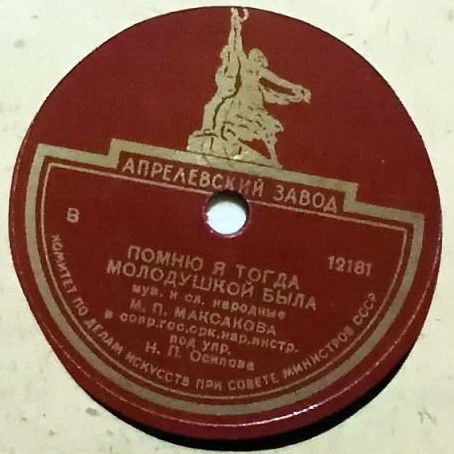 АПРЕЛЕВСКИЙ ЗАВОД
В
12181
ПОМНЮ Я ТОГДА
МОЛОДУШКОЙ БЫЛА
муз. и сл. народные
М. П. МАКСАКОВА
в сопр. гос. орк. нар. инстр.
под упр.
Н. П. Осипова
КОМИТЕТ ПО ДЕЛАМ ИСКУССТВ ПРИ СОВЕТЕ МИНИСТРОВ СССР